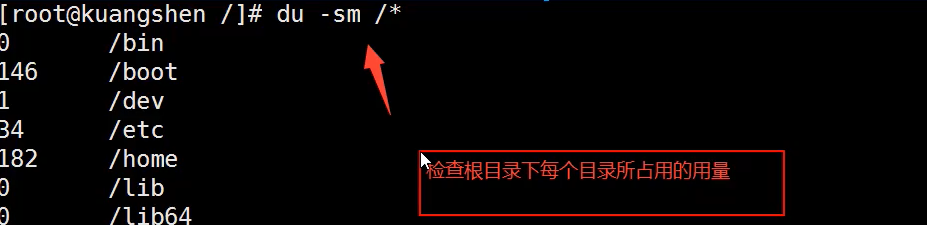 [root@kuangshen /]# du -sm /*
0 /bin
146 /boot
1 /dev
34 /etc
182 /home
检查根目录下每个目录所占用的用量
0 /lib
0 /lib64